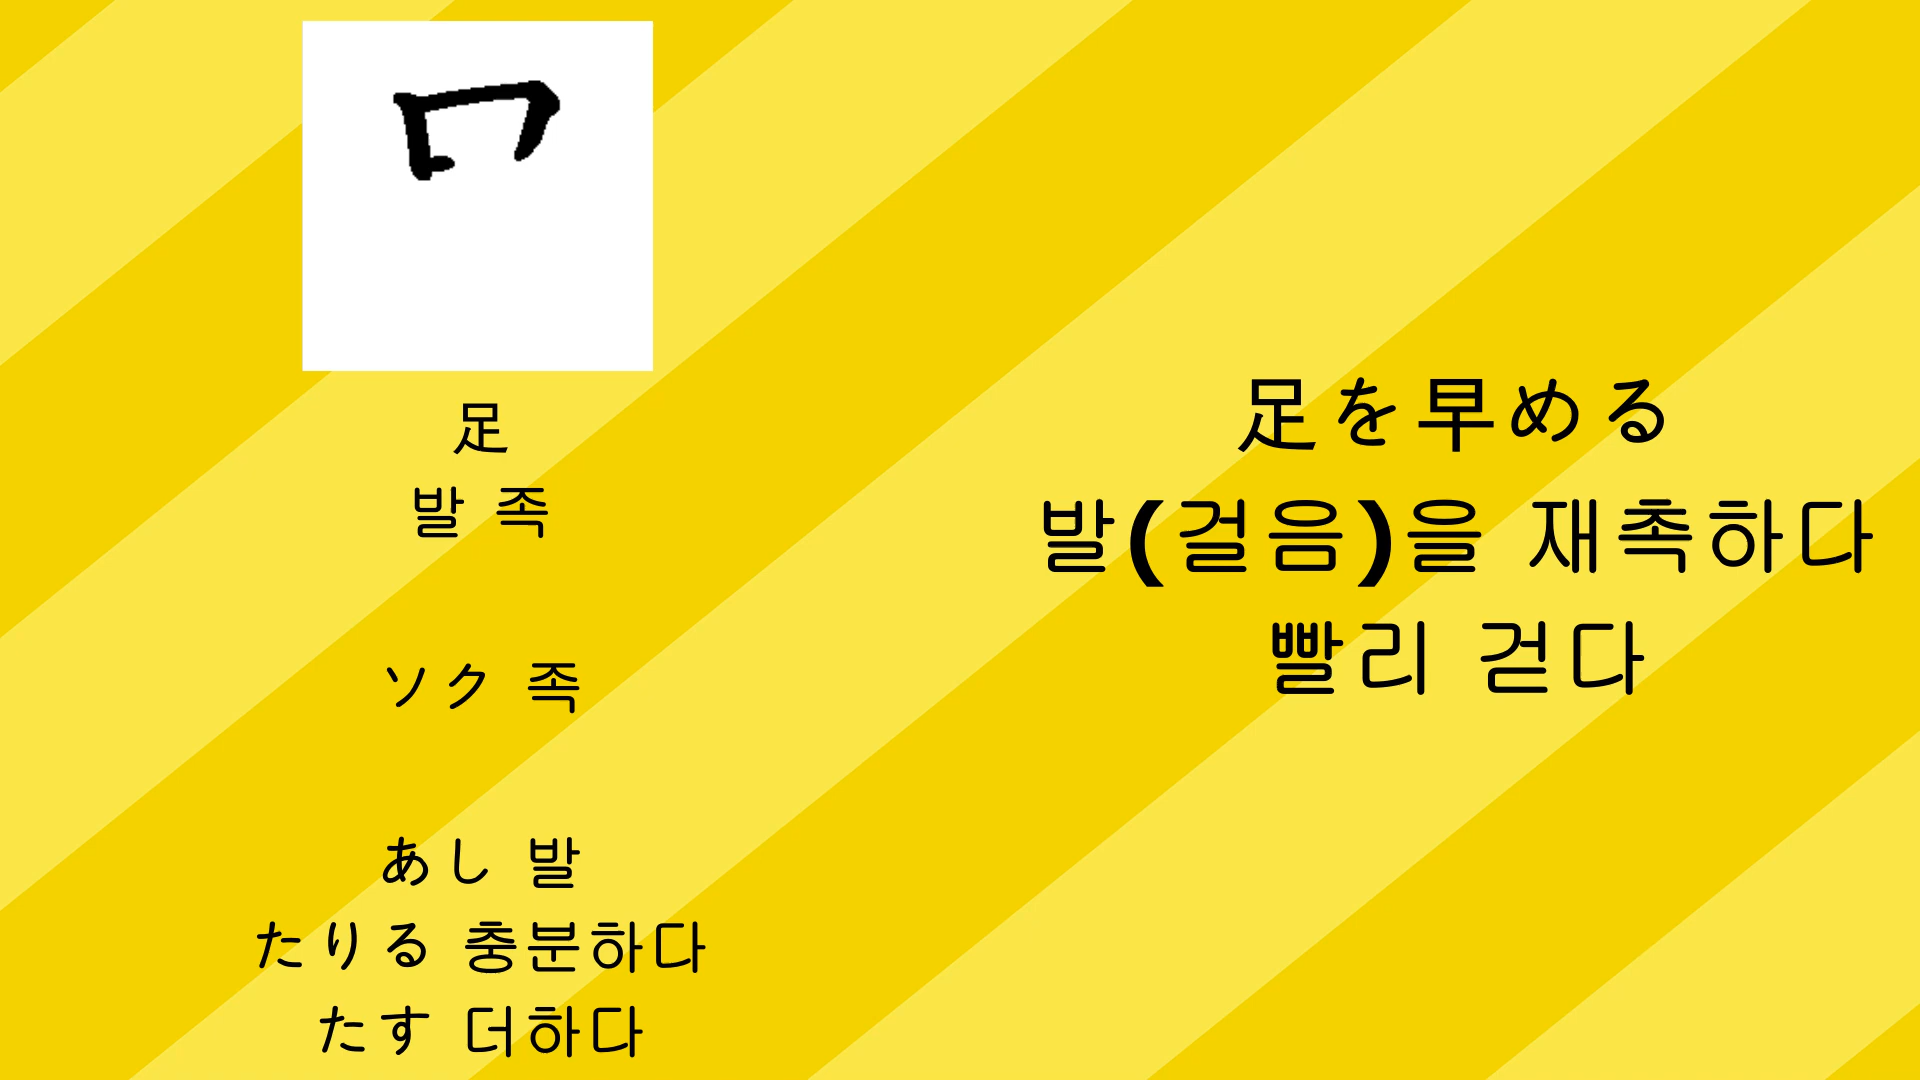 足
발 족
ソク 족
あし 발
たりる 충분하다
たす 더하다
足を早める
발(걸음)을 재촉하다
빨리 걷다